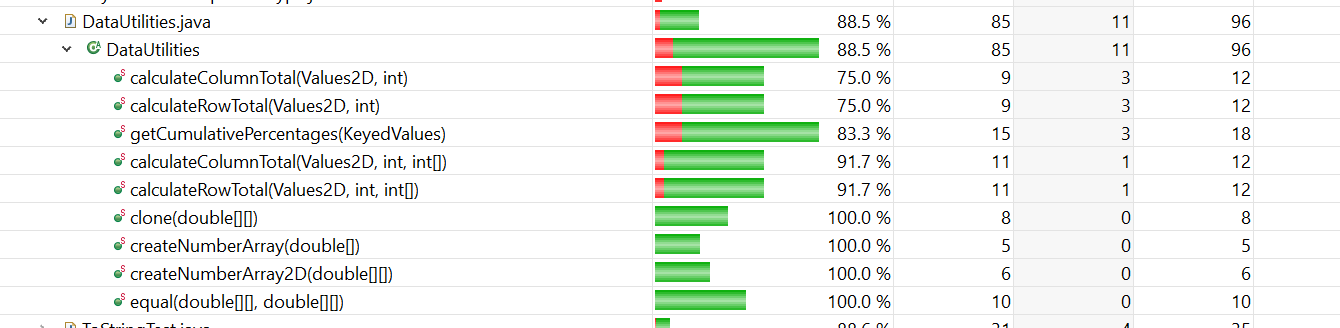 DataUtilities.java 88.5 % 85 11 96
DataUtilities 88.5 % 85 11 96
calculateColumnTotal(Values2D, int) 75.0 % 9 3 12
calculateRowTotal(Values2D, int) 75.0 % 9 3 12
getCumulativePercentages(KeyedValues) 83.3 % 15 3 18
calculateColumnTotal(Values2D, int, int[]) 91.7 % 11 1 12
calculateRowTotal(Values2D, int, int[]) 91.7 % 11 1 12
clone(double[][]) 100.0 % 8 0 8
createNumberArray(double[]) 100.0 % 5 0 5
createNumberArray2D(double[][]) 100.0 % 6 0 6
equal(double[][], double[][]) 100.0 % 10 0 10